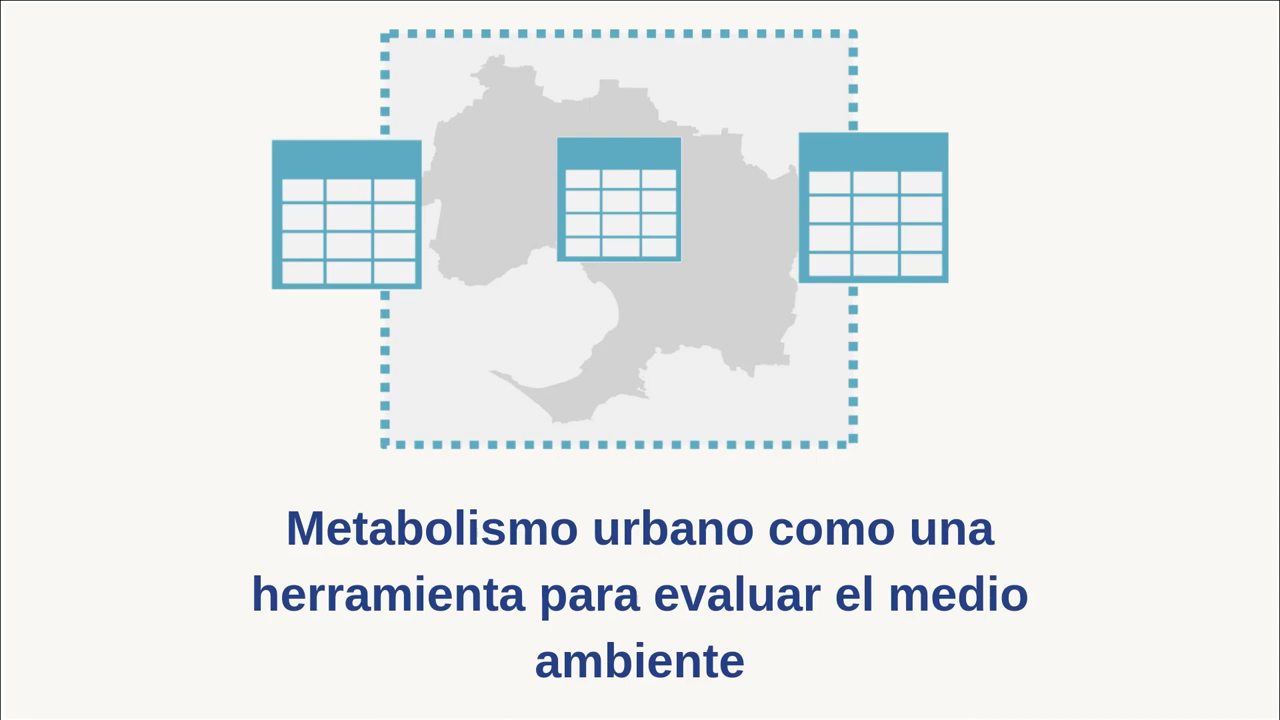 Metabolismo urbano como una
herramienta para evaluar el medio
ambiente